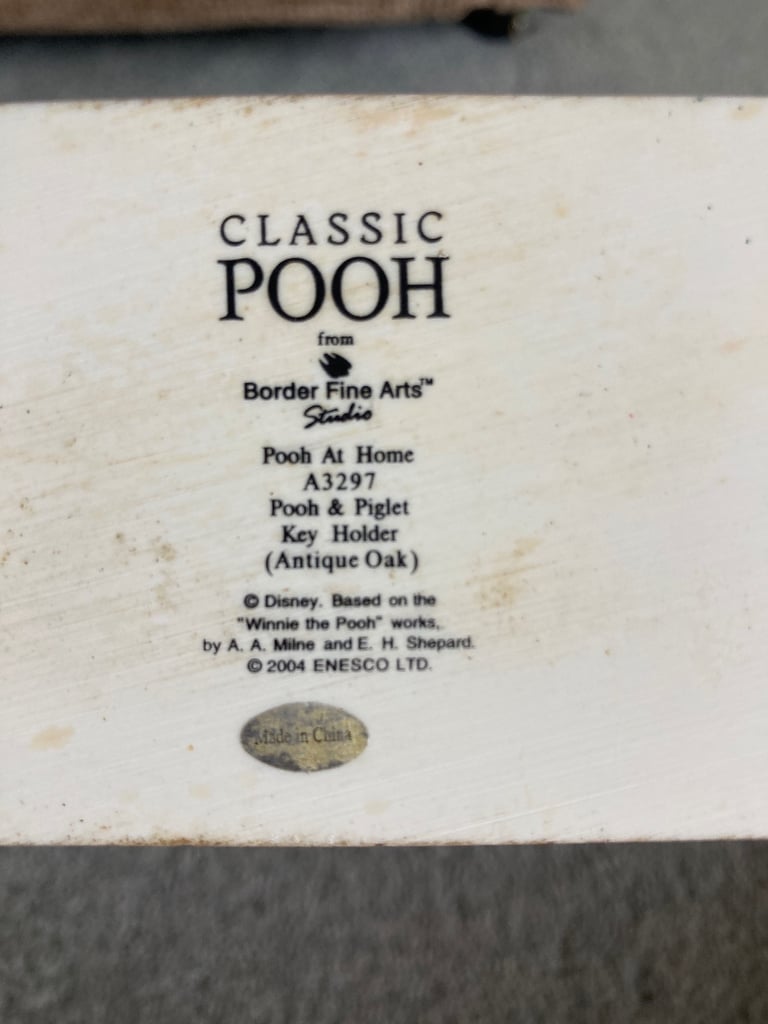 CLASSIC
POOH
from
Border Fine Arts™
Studio
Pooh At Home
A3297
Pooh & Piglet
Key Holder
(Antique Oak)
© Disney. Based on the
"Winnie the Pooh" works,
by A. A. Milne and E. H. Shepard.
© 2004 ENESCO LTD.
Made in China